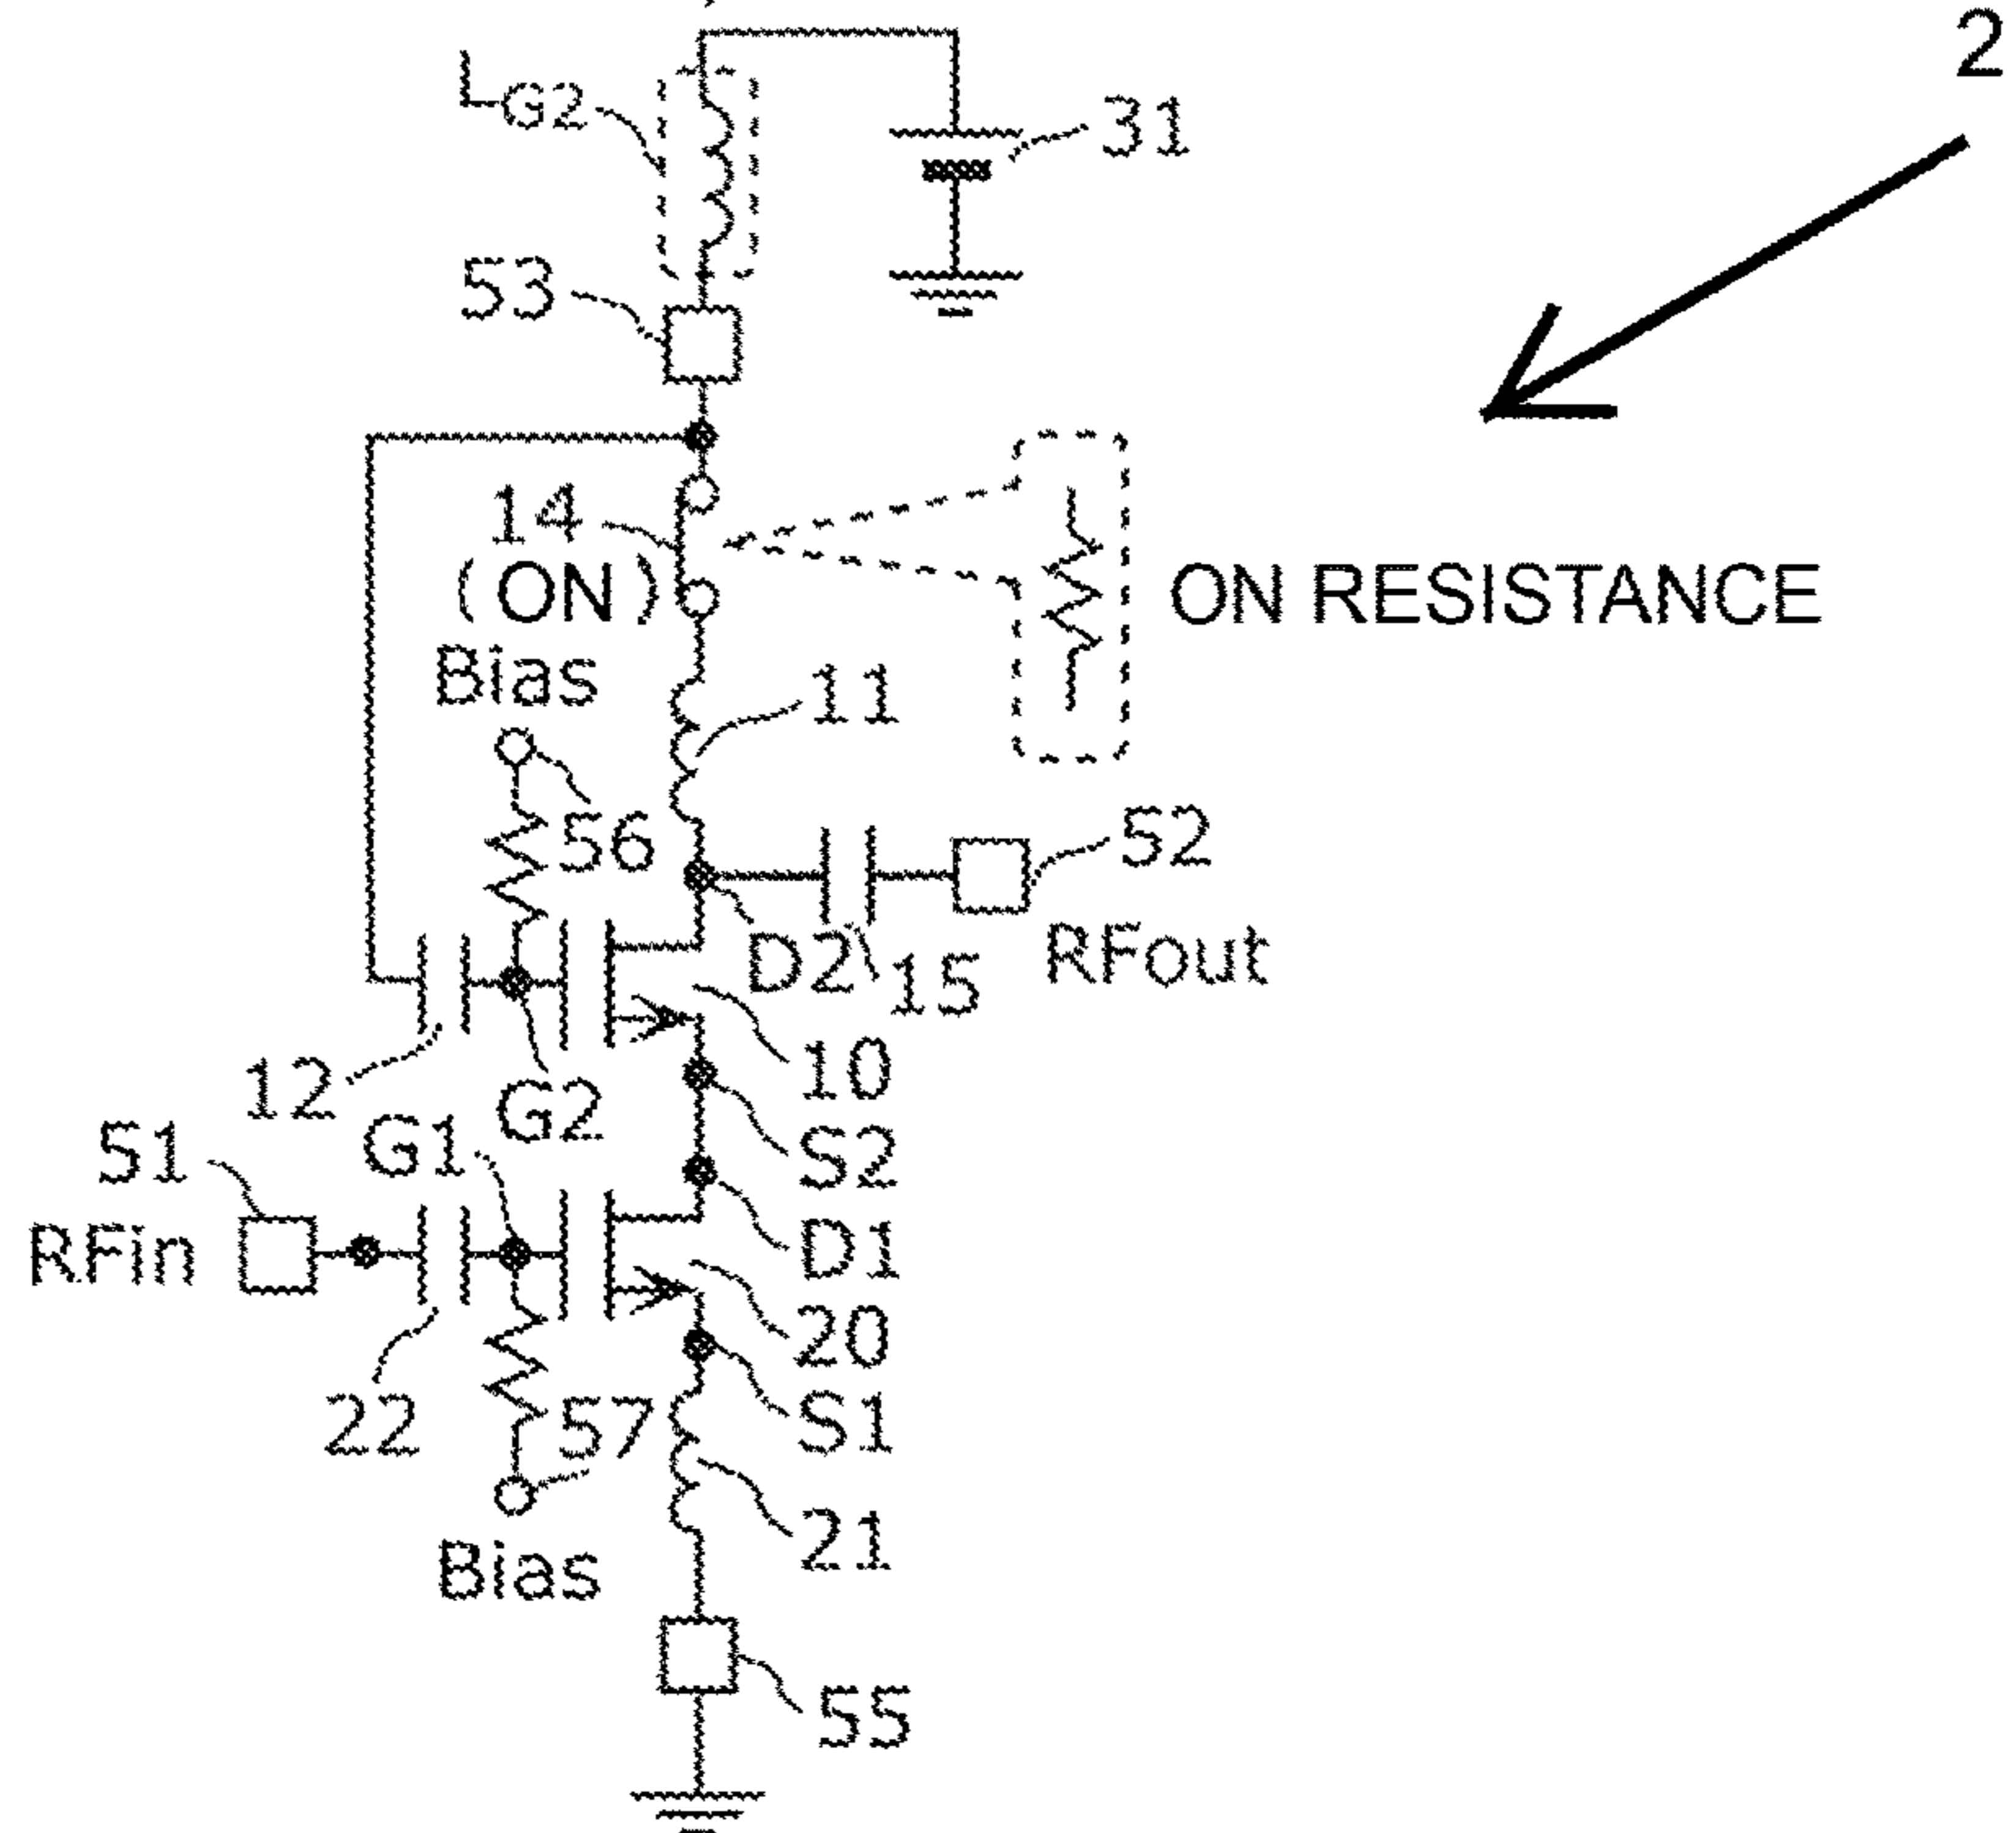 2
LG2
31
53
14
(ON)
ON RESISTANCE
Bias
11
56
52
D2
15
RFout
12
G2
10
S1
G1
S2
RFin
D1
20
22
57
S1
21
Bias
55